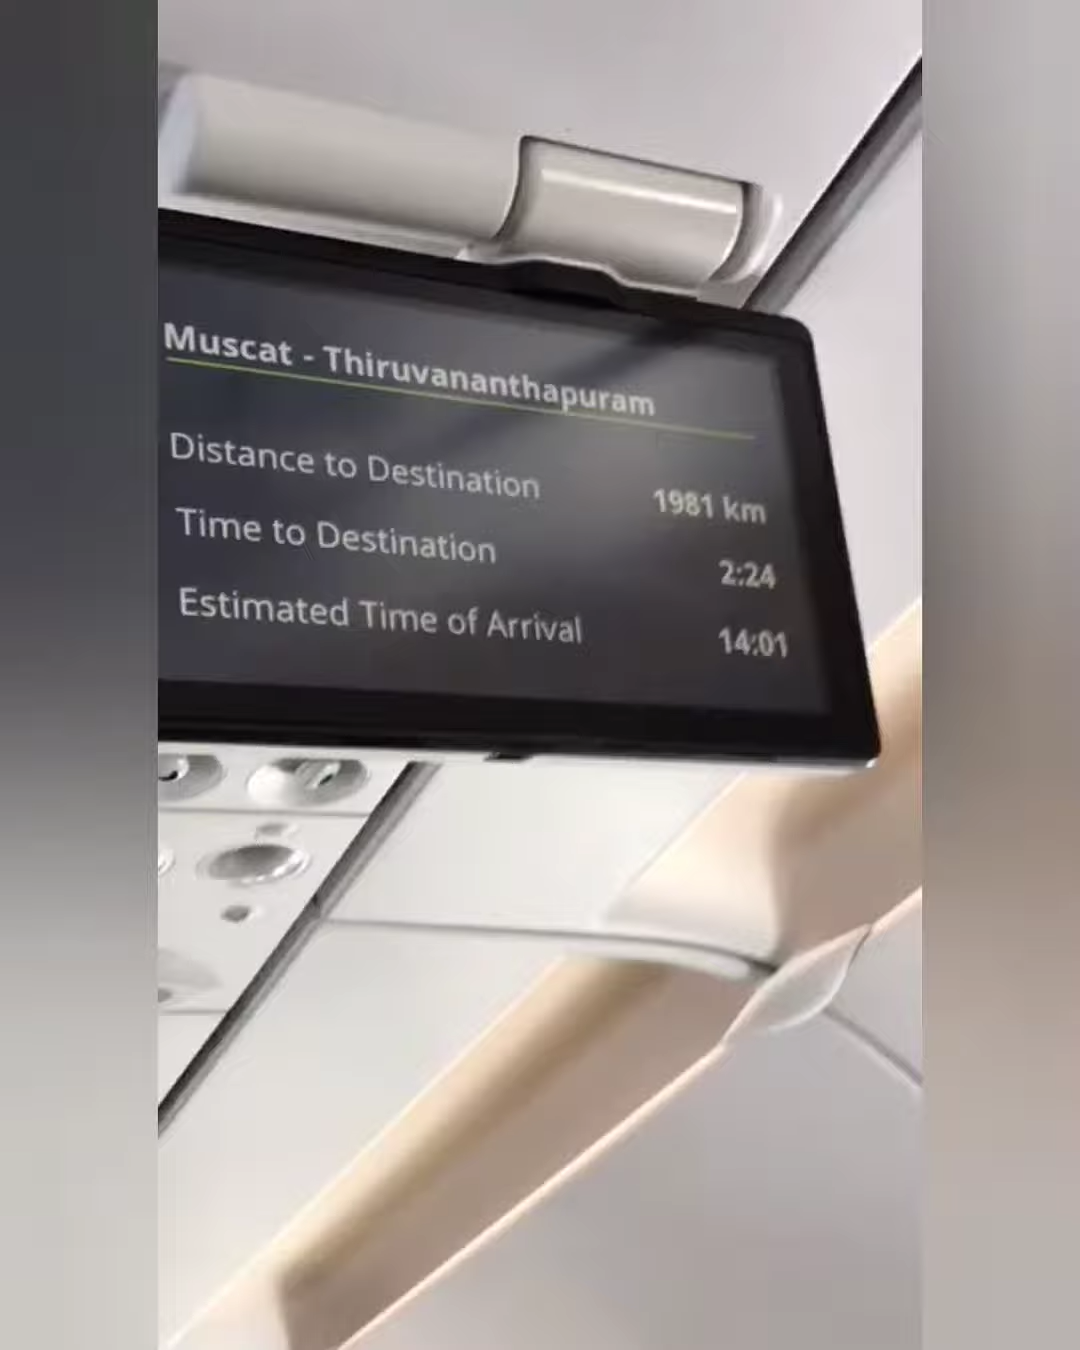 Muscat - Thiruvananthapuram
Distance to Destination 1981 km
Time to Destination 2:24
Estimated Time of Arrival 14:01